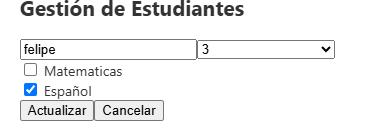 Gestión de Estudiantes
felipe 3
Matematicas
Español
Actualizar Cancelar